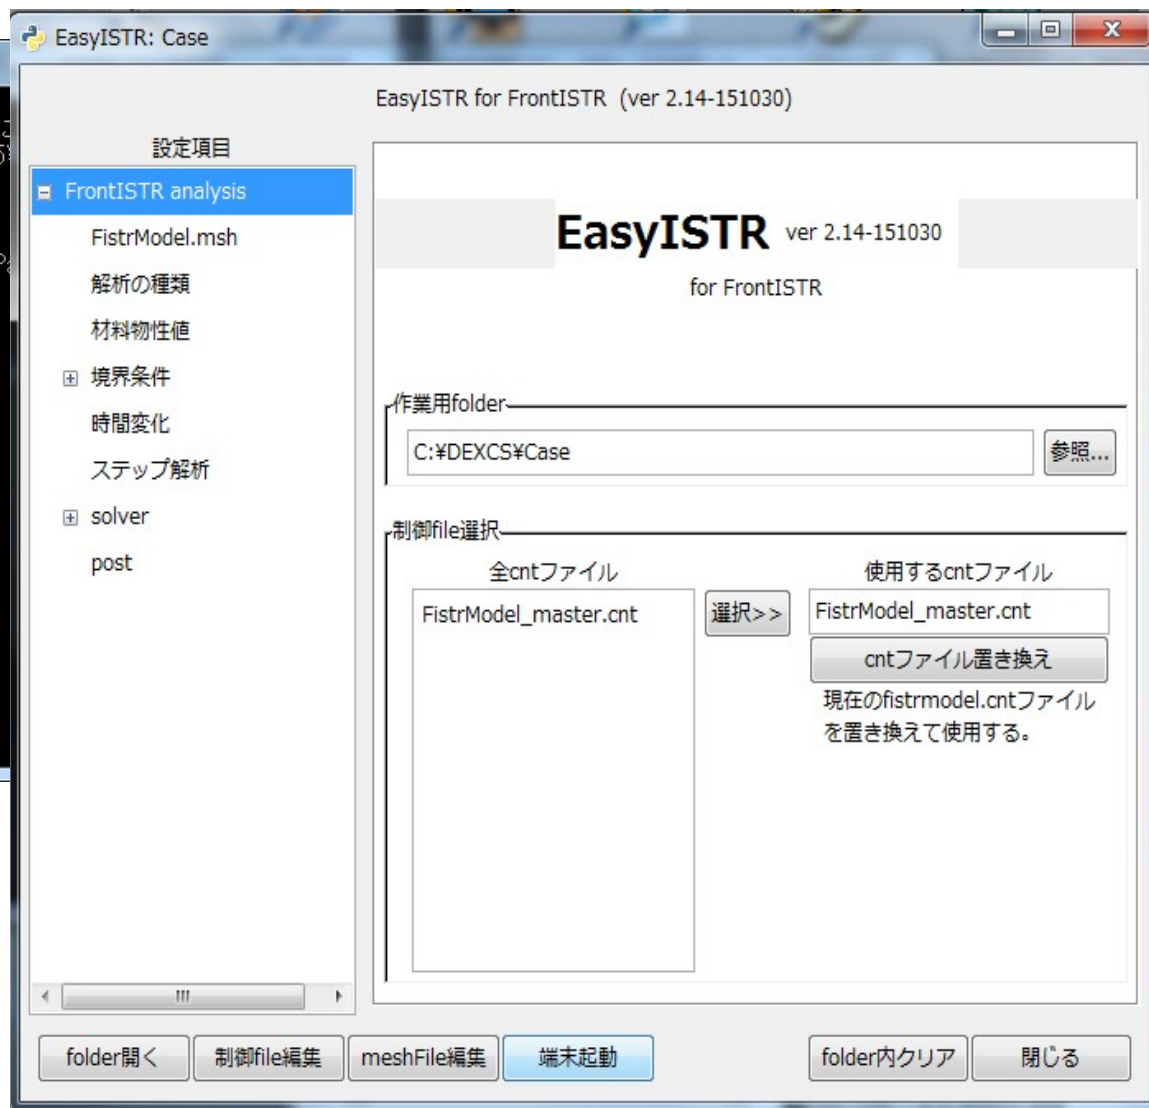 EasyISTR: Case
EasyISTR for FrontISTR (ver 2.14-151030)
設定項目
FrontISTR analysis
FistrModel.msh
解析の種類
材料物性値
境界条件
時間変化
ステップ解析
solver
post
EasyISTR ver 2.14-151030
for FrontISTR
作業用folder
C:¥DEXCS¥Case
参照...
制御file選択
全cntファイル
使用するcntファイル
FistrModel_master.cnt
選択>>
FistrModel_master.cnt
cntファイル置き換え
現在のfistrmodel.cntファイル
を置き換えて使用する。
folder開く 制御file編集 meshFile編集 端末起動 folder内クリア 閉じる